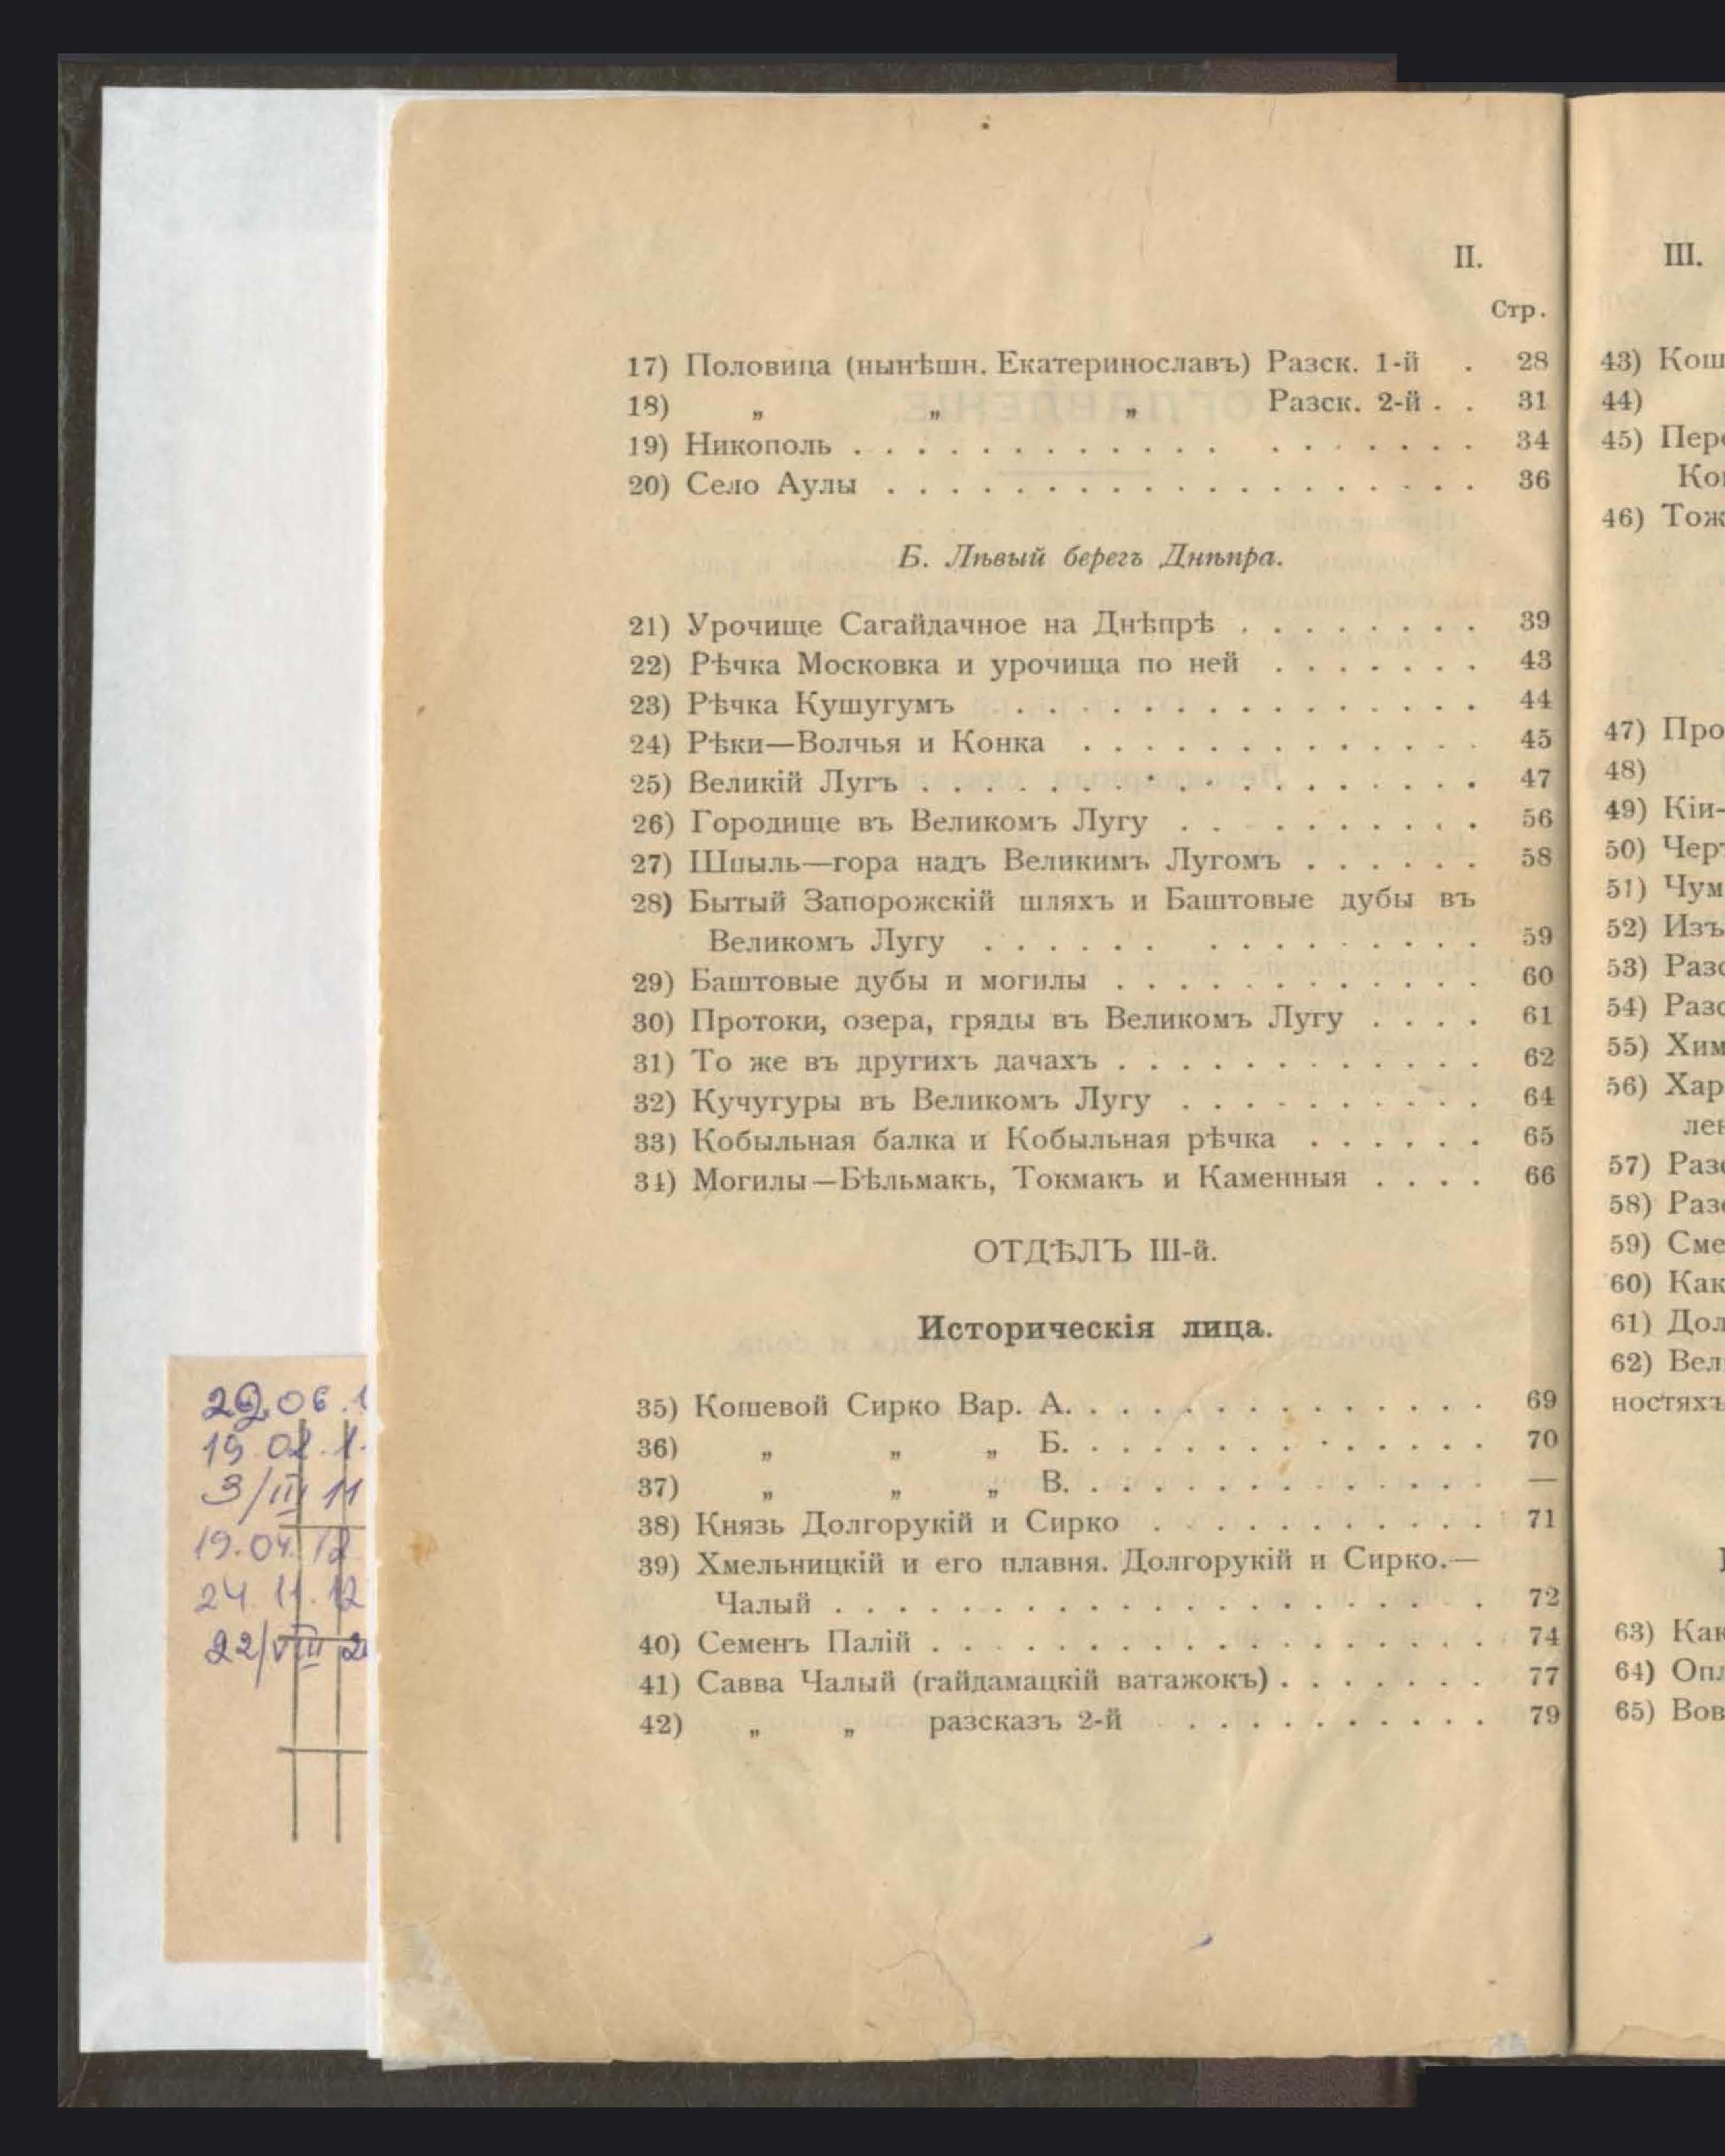 II.
Стр.
17) Половица (нынѣшн. Екатеринославъ) Разск. 1-й . 28
18) „ „ „ Разск. 2-й . . 31
19) Никополь . . . . . . . . . . . . . . . . . . 34
20) Село Аулы . . . . . . . . . . . . . . . . . 36
Б. Лѣвый берегъ Днѣпра.
21) Урочище Сагайдачное на Днѣпрѣ . . . . . . . . 39
22) Рѣчка Московка и урочища по ней . . . . . . . 43
23) Рѣчка Кушугумъ . . . . . . . . . . . . . . . 44
24) Рѣки—Волчья и Конка . . . . . . . . . . . . . 45
25) Великій Лугъ . . . . . . . . . . . . . . . . . 47
26) Городище въ Великомъ Лугу . . . . . . . . . . 56
27) Шпыль—гора надъ Великимъ Лугомъ . . . . . . 58
28) Бытый Запорожскій шляхъ и Баштовые дубы въ
Великомъ Лугу . . . . . . . . . . . . . . . 59
29) Баштовые дубы и могилы . . . . . . . . . . . . 60
30) Протоки, озера, гряды въ Великомъ Лугу . . . . 61
31) То же въ другихъ дачахъ . . . . . . . . . . . . 62
32) Кучугуры въ Великомъ Лугу . . . . . . . . . . 64
33) Кобыльная балка и Кобыльная рѣчка . . . . . . 65
34) Могилы—Бѣльмакъ, Токмакъ и Каменныя . . . . 66
ОТДѢЛЪ III-й.
Историческія лица.
35) Кошевой Сирко Вар. А. . . . . . . . . . . . . . 69
36) „ „ „ Б. . . . . . . . . . . . . . 70
37) „ „ „ В. . . . . . . . . . . . . . —
38) Князь Долгорукій и Сирко . . . . . . . . . . . 71
39) Хмельницкій и его плавня. Долгорукій и Сирко.—
Чалый . . . . . . . . . . . . . . . . . . . 72
40) Семенъ Палій . . . . . . . . . . . . . . . . . 74
41) Савва Чалый (гайдамацкій ватажокъ) . . . . . . . 77
42) „ „ разсказъ 2-й . . . . . . . . . . 79
III.
43) Кош
44)
45) Пер
46) Тож
47) Про
48)
49) Кіи-
50) Чер
51) Чум
52) Изъ
53) Раз
54) Раз
55) Хим
56) Хар
57) Раз
58) Раз
59) Сме
60) Как
61) Дол
62) Вел
ностяхъ
63) Как
64) Опл
65) Вов
29.06.1
3/III 11
19.04.12
24.11.12
22/VIII 2